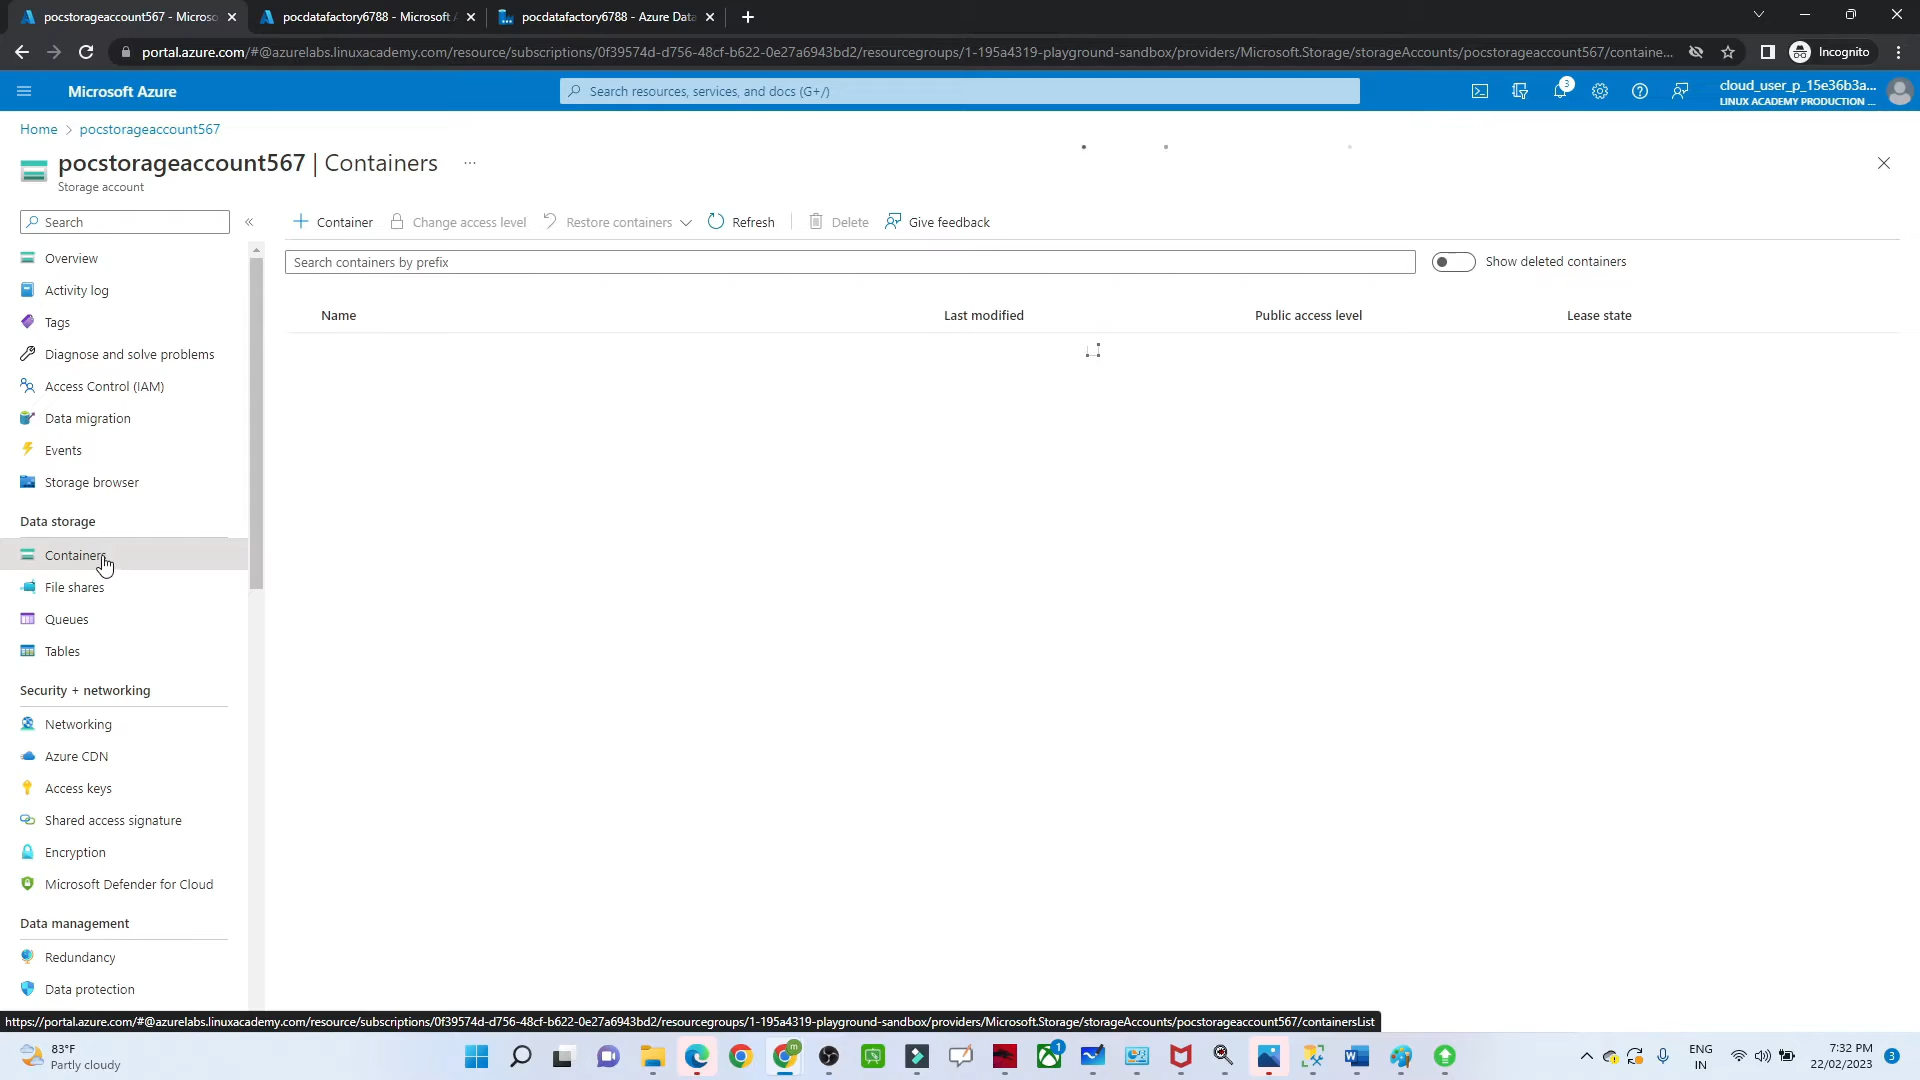 pocstorageaccount567 - Microso
pocdatafactory6788 - Microsoft A
pocdatafactory6788 - Azure Data
portal.azure.com/#@azurelabs.linuxacademy.com/resource/subscriptions/0f39574d-d756-48cf-b622-0e27a6943bd2/resourcegroups/1-195a4319-playground-sandbox/providers/Microsoft.Storage/storageAccounts/pocstorageaccount567/containe...
Incognito
Microsoft Azure
Search resources, services, and docs (G+/)
3
cloud_user_p_15e36b3a...
LINUX ACADEMY PRODUCTION ...
Home > pocstorageaccount567
pocstorageaccount567 | Containers ...
Storage account
Search
Container
Change access level
Restore containers
Refresh
Delete
Give feedback
Search containers by prefix
Show deleted containers
Name
Last modified
Public access level
Lease state
Overview
Activity log
Tags
Diagnose and solve problems
Access Control (IAM)
Data migration
Events
Storage browser
Data storage
Containers
File shares
Queues
Tables
Security + networking
Networking
Azure CDN
Access keys
Shared access signature
Encryption
Microsoft Defender for Cloud
Data management
Redundancy
Data protection
https://portal.azure.com/#@azurelabs.linuxacademy.com/resource/subscriptions/0f39574d-d756-48cf-b622-0e27a6943bd2/resourcegroups/1-195a4319-playground-sandbox/providers/Microsoft.Storage/storageAccounts/pocstorageaccount567/containersList
83°F
Partly cloudy
m
1
ENG
IN
7:32 PM
22/02/2023
3